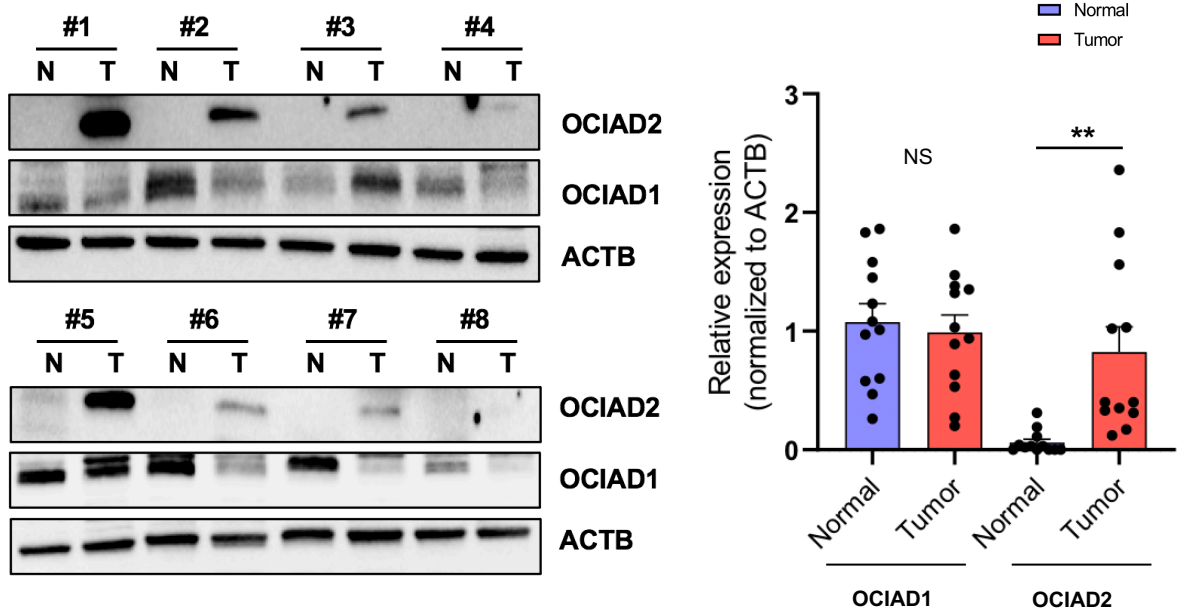 #1 #2 #3 #4
N T N T N T N T
OCIAD2
OCIAD1
ACTB
#5 #6 #7 #8
N T N T N T N T
OCIAD2
OCIAD1
ACTB
Normal
Tumor
Relative expression
(normalized to ACTB)
3
2
1
0
NS
**
Normal Tumor Normal Tumor
OCIAD1 OCIAD2